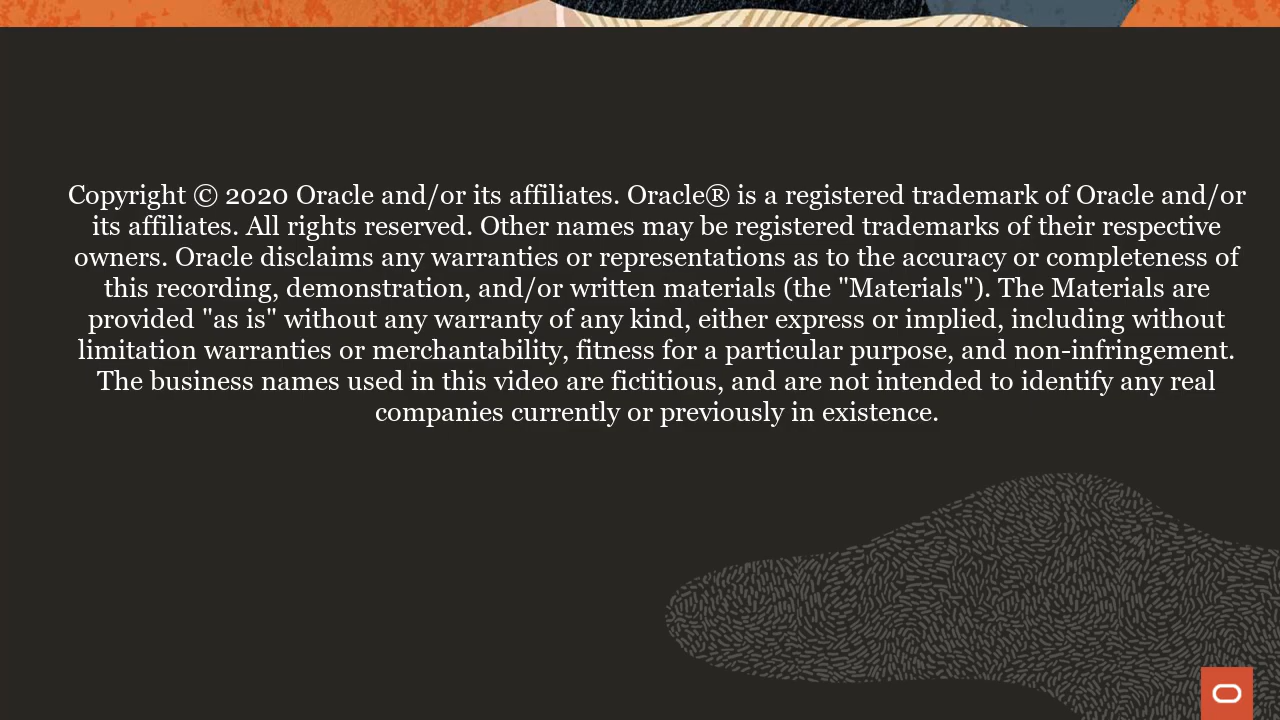 Copyright © 2020 Oracle and/or its affiliates. Oracle® is a registered trademark of Oracle and/or
its affiliates. All rights reserved. Other names may be registered trademarks of their respective
owners. Oracle disclaims any warranties or representations as to the accuracy or completeness of
this recording, demonstration, and/or written materials (the "Materials"). The Materials are
provided "as is" without any warranty of any kind, either express or implied, including without
limitation warranties or merchantability, fitness for a particular purpose, and non-infringement.
The business names used in this video are fictitious, and are not intended to identify any real
companies currently or previously in existence.